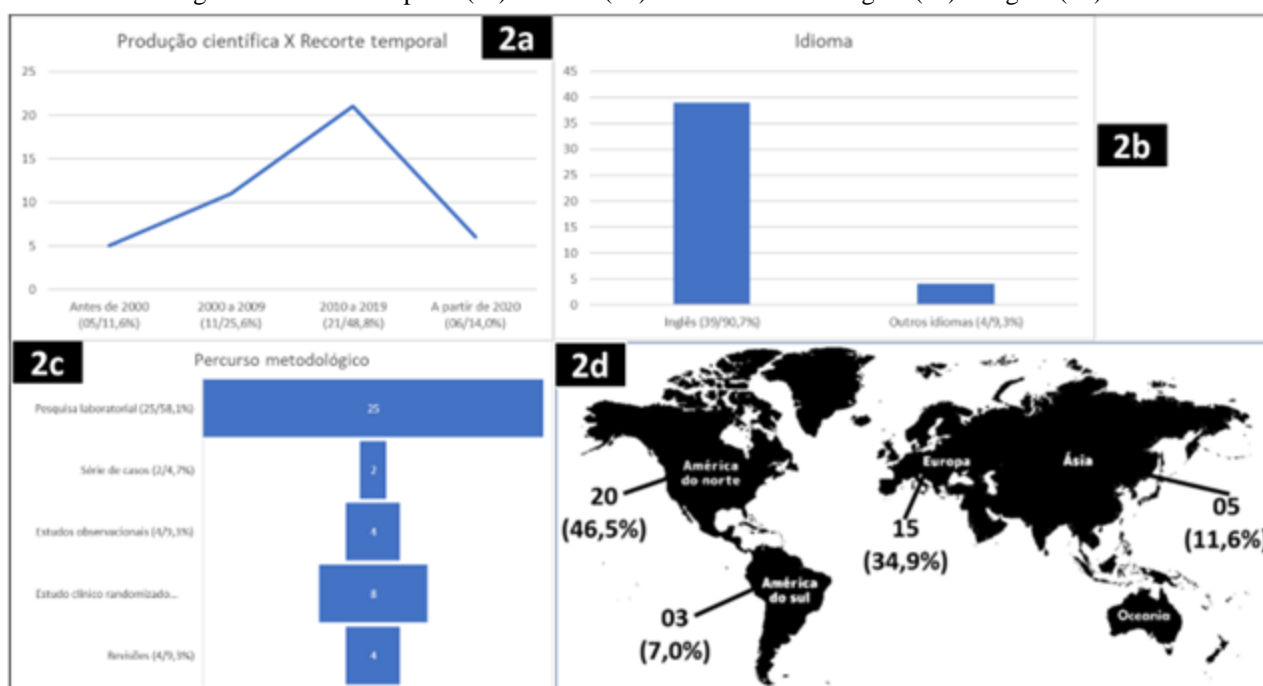 Produção científica X Recorte temporal
2a
25
20
15
10
5
0
Antes de 2000
(05/11,6%)
2000 a 2009
(11/25,6%)
2010 a 2019
(21/48,8%)
A partir de 2020
(06/14,0%)
Idioma
2b
45
40
35
30
25
20
15
10
5
0
Inglês (39/90,7%)
Outros idiomas (4/9,3%)
2c
Percurso metodológico
Pesquisa laboratorial (25/58,1%)
25
Série de casos (2/4,7%)
2
Estudos observacionais (4/9,3%)
4
Estudo clínico randomizado...
8
Revisões (4/9,3%)
4
2d
América
do norte
20
(46,5%)
Europa
15
(34,9%)
Ásia
05
(11,6%)
América
do sul
03
(7,0%)
Oceania